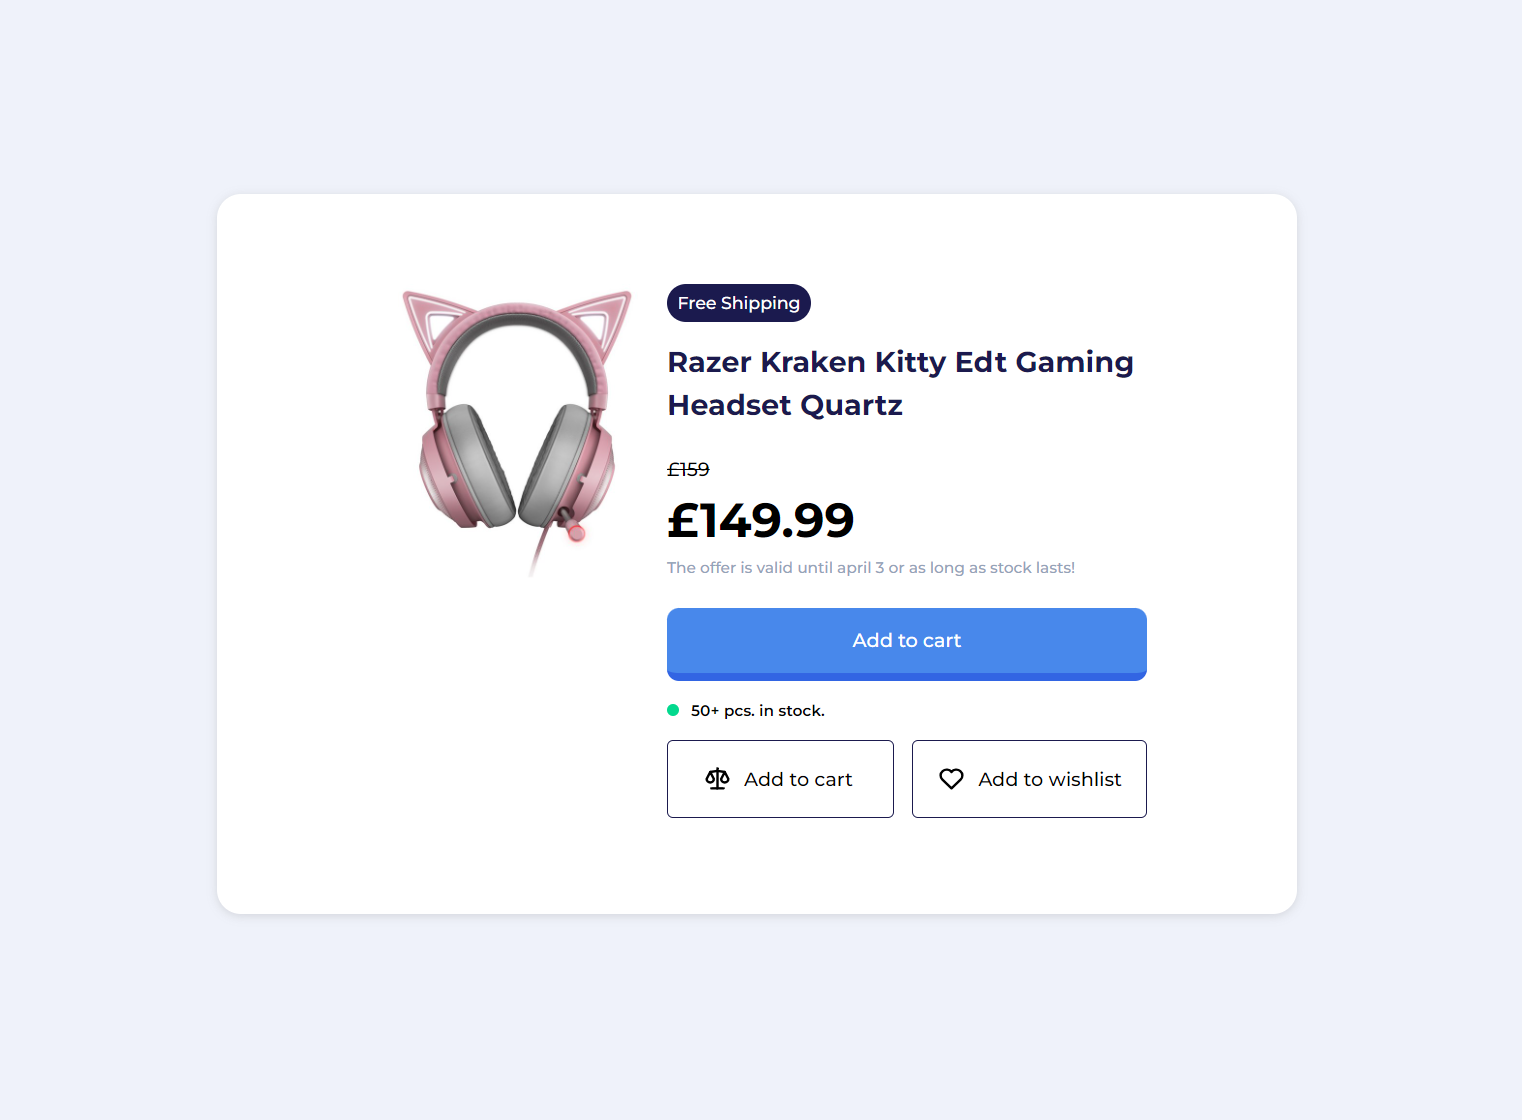 Free Shipping
Razer Kraken Kitty Edt Gaming
Headset Quartz
£159
£149.99
The offer is valid until april 3 or as long as stock lasts!
Add to cart
50+ pcs. in stock.
Add to cart
Add to wishlist